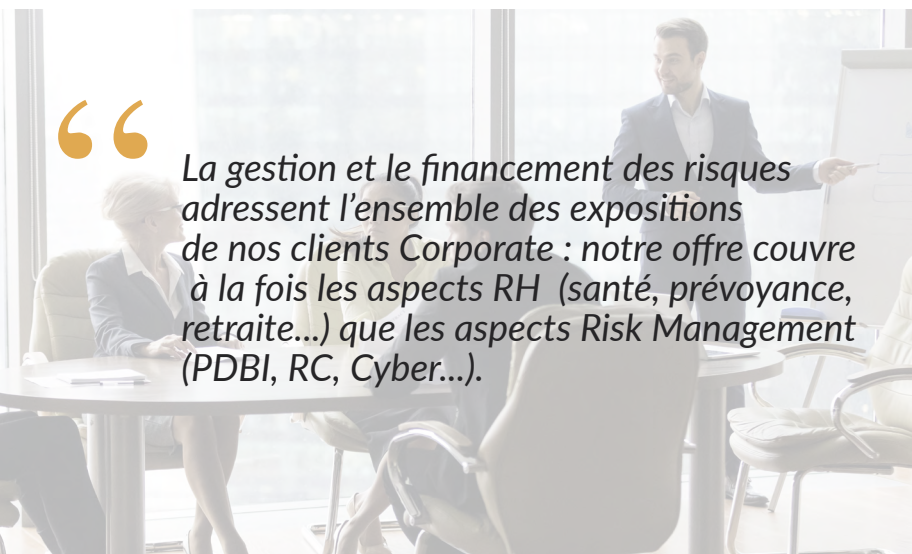 “
La gestion et le financement des risques
adressent l’ensemble des expositions
de nos clients Corporate : notre offre couvre
à la fois les aspects RH  (santé, prévoyance,
retraite...) que les aspects Risk Management
(PDBI, RC, Cyber...).